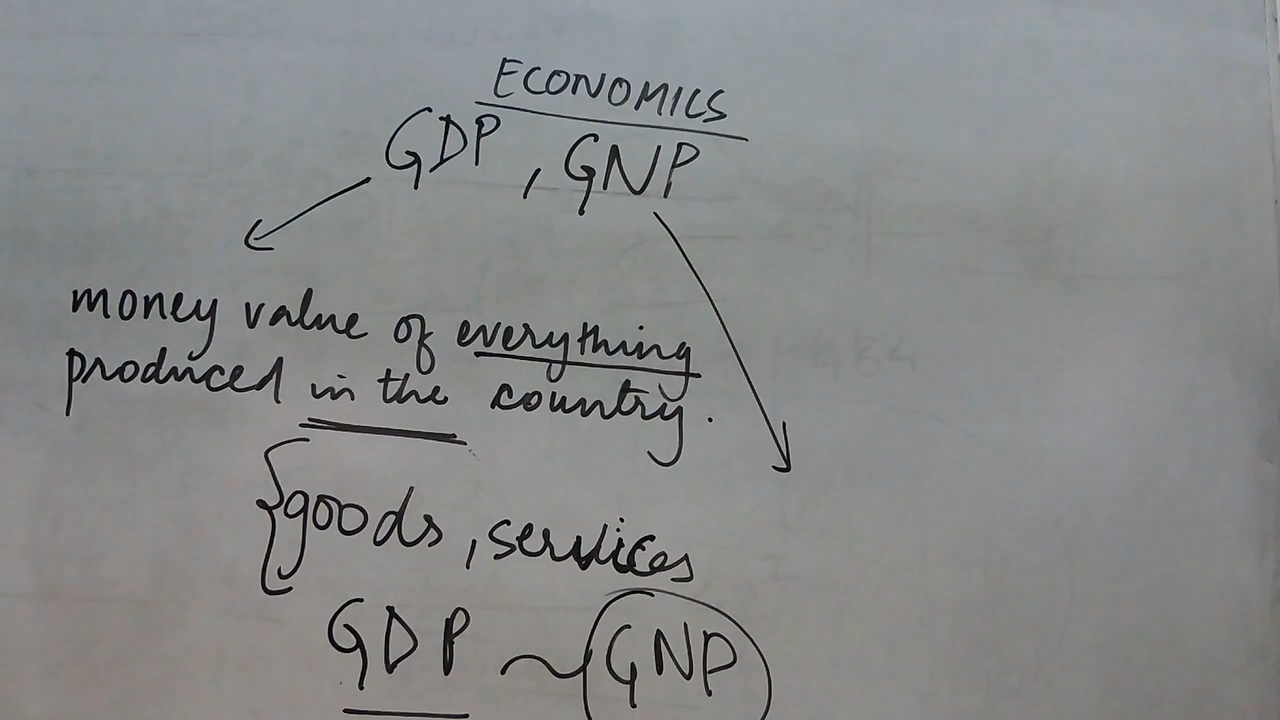 ECONOMICS
GDP, GNP
money value of everything
produced in the country.
{goods, services
GDP ~ GNP